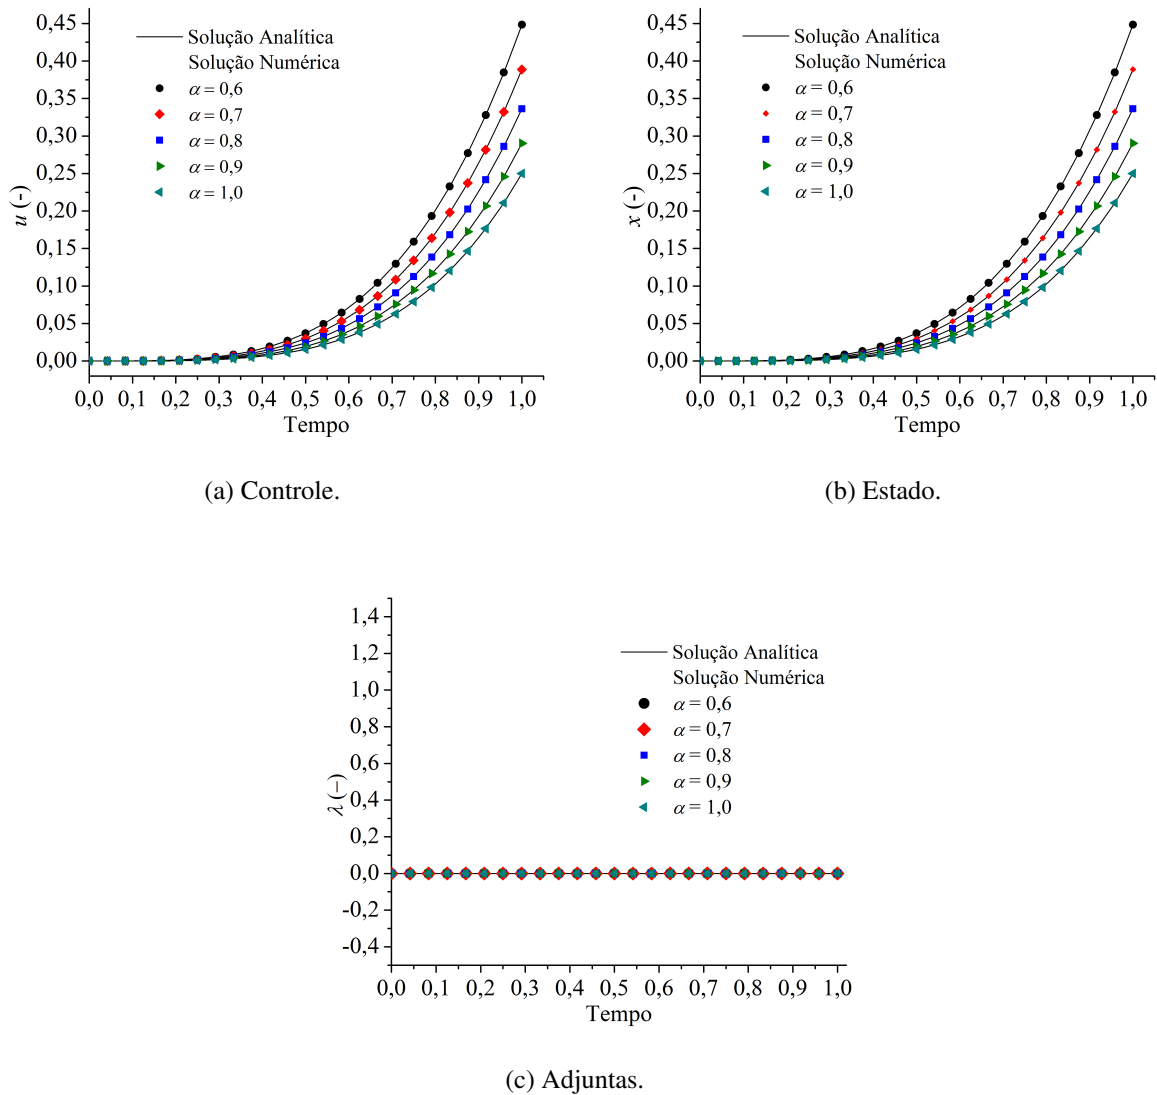 0,45
0,40
0,35
0,30
0,25
0,20
0,15
0,10
0,05
0,00
u (-)
Solução Analítica
Solução Numérica
α = 0,6
α = 0,7
α = 0,8
α = 0,9
α = 1,0
0,0 0,1 0,2 0,3 0,4 0,5 0,6 0,7 0,8 0,9 1,0
Tempo
(a) Controle.
0,45
0,40
0,35
0,30
0,25
0,20
0,15
0,10
0,05
0,00
x (-)
Solução Analítica
Solução Numérica
α = 0,6
α = 0,7
α = 0,8
α = 0,9
α = 1,0
0,0 0,1 0,2 0,3 0,4 0,5 0,6 0,7 0,8 0,9 1,0
Tempo
(b) Estado.
1,4
1,2
1,0
0,8
0,6
0,4
0,2
0,0
-0,2
-0,4
λ (−)
Solução Analítica
Solução Numérica
α = 0,6
α = 0,7
α = 0,8
α = 0,9
α = 1,0
0,0 0,1 0,2 0,3 0,4 0,5 0,6 0,7 0,8 0,9 1,0
Tempo
(c) Adjuntas.